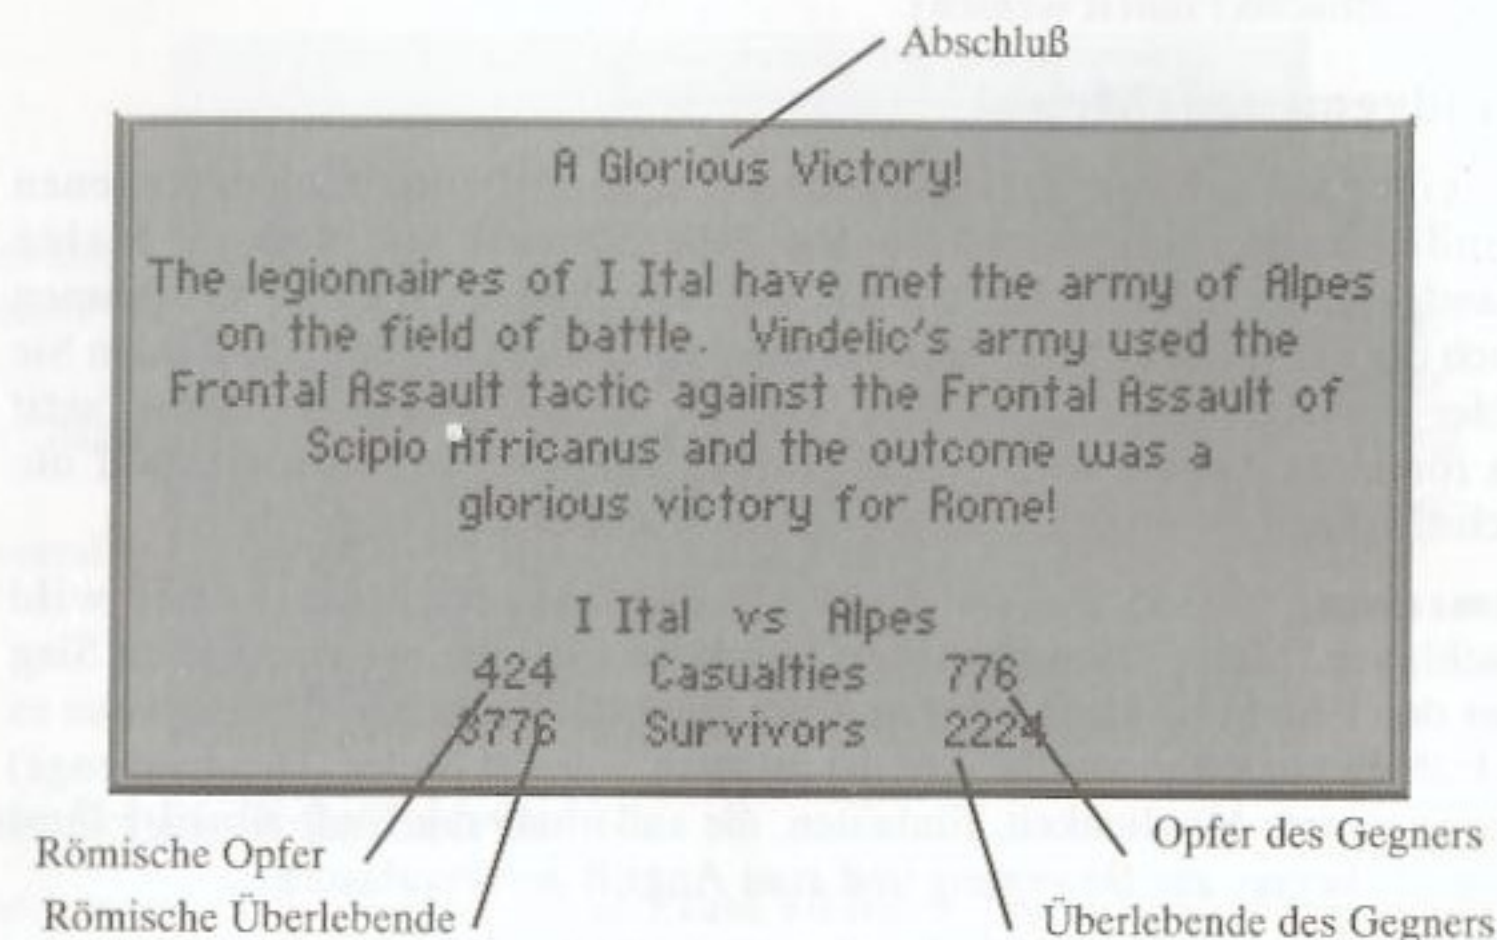 Abschluß
A Glorious Victory!
The legionnaires of I Ital have met the army of Alpes
on the field of battle.  Vindelic's army used the
Frontal Assault tactic against the Frontal Assault of
Scipio Africanus and the outcome was a
glorious victory for Rome!
I Ital vs Alpes
424 Casualties 776
3776 Survivors 2224
Römische Opfer
Opfer des Gegners
Römische Überlebende
Überlebende des Gegners